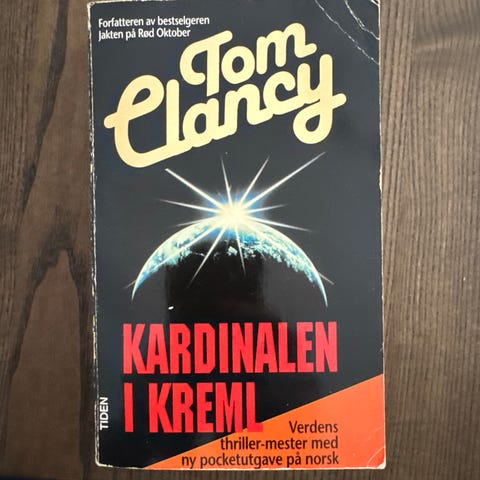 Forfatteren av bestselgeren
Jakten på Rød Oktober
Tom
Clancy
KARDINALEN
I KREML
TIDEN
Verdens
thriller-mester med
ny pocketutgave på norsk